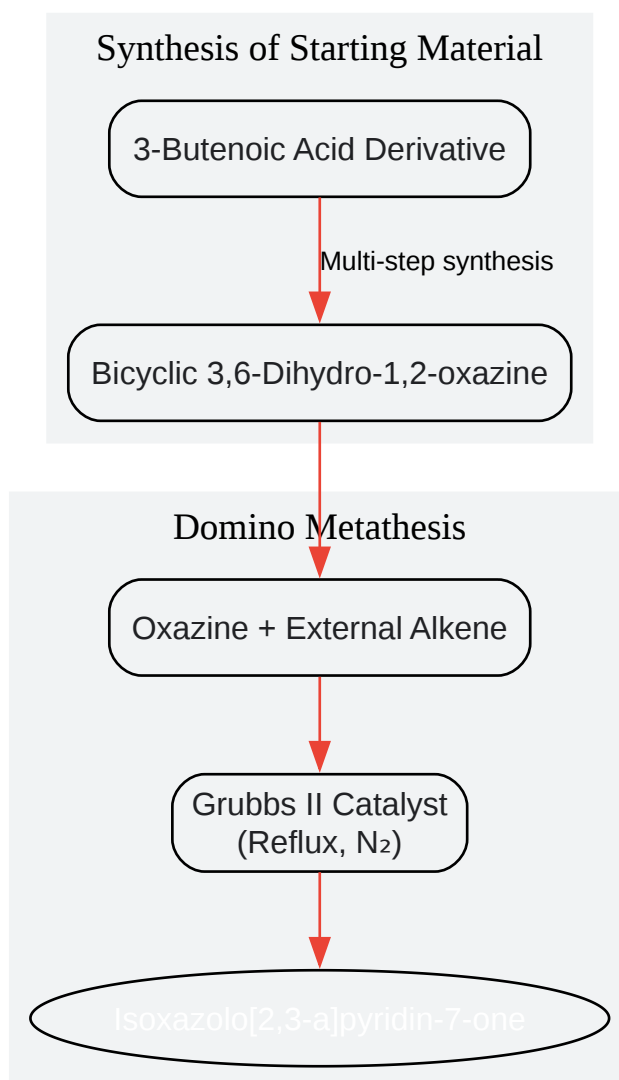 Synthesis of Starting Material
3-Butenoic Acid Derivative
Multi-step synthesis
Bicyclic 3,6-Dihydro-1,2-oxazine
Domino Metathesis
Oxazine + External Alkene
Grubbs II Catalyst
(Reflux, N₂)
Isoxazolo[2,3-a]pyridin-7-one